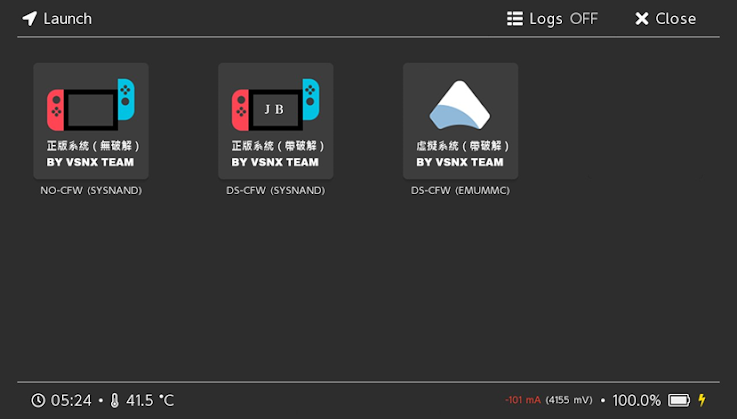 Launch
Logs OFF
Close
正版系統（無破解）
BY VSNX TEAM
NO-CFW (SYSNAND)
J B
正版系統（帶破解）
BY VSNX TEAM
DS-CFW (SYSNAND)
虛擬系統（帶破解）
BY VSNX TEAM
DS-CFW (EMUMMC)
05:24 • 41.5 °C
-101 mA (4155 mV) • 100.0%